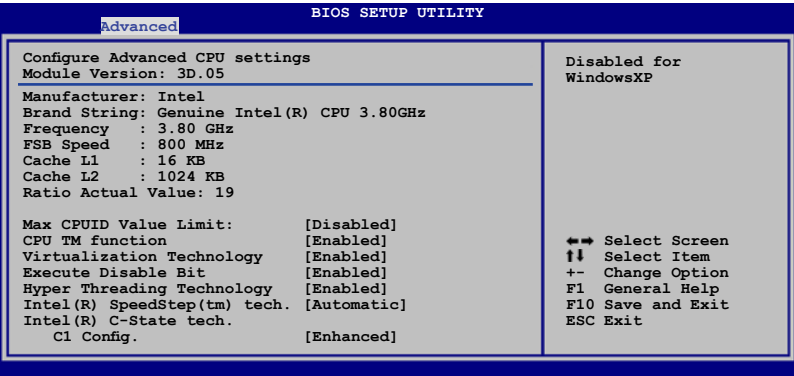 BIOS SETUP UTILITY
Advanced
Configure Advanced CPU settings
Module Version: 3D.05
Manufacturer: Intel
Brand String: Genuine Intel(R) CPU 3.80GHz
Frequency : 3.80 GHz
FSB Speed : 800 MHz
Cache L1 : 16 KB
Cache L2 : 1024 KB
Ratio Actual Value: 19
Max CPUID Value Limit: [Disabled]
CPU TM function [Enabled]
Virtualization Technology [Enabled]
Execute Disable Bit [Enabled]
Hyper Threading Technology [Enabled]
Intel(R) SpeedStep(tm) tech. [Automatic]
Intel(R) C-State tech.
C1 Config. [Enhanced]
Disabled for
WindowsXP
←→ Select Screen
↑↓ Select Item
+- Change Option
F1 General Help
F10 Save and Exit
ESC Exit